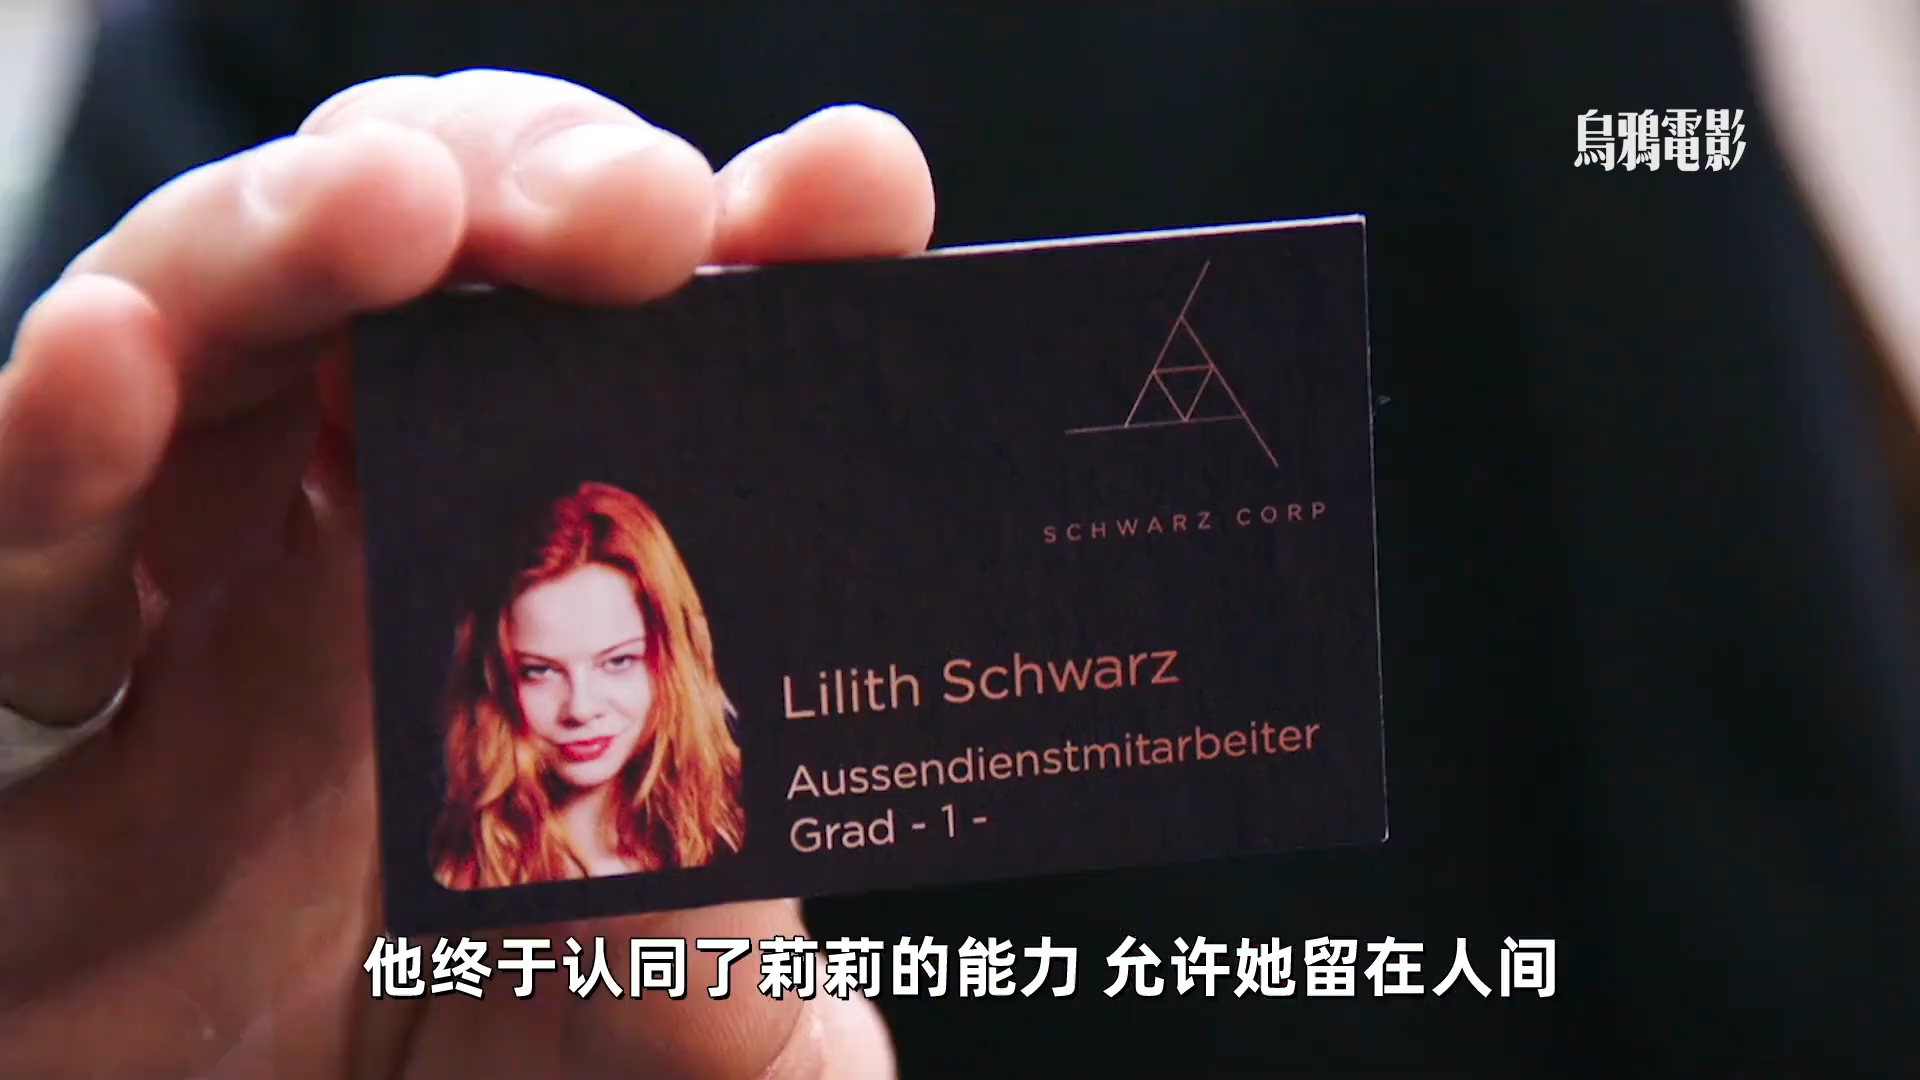 烏鴉電影
SCHWARZ CORP
Lilith Schwarz
Aussendienstmitarbeiter
Grad - 1 -
他终于认同了莉莉的能力 允许她留在人间